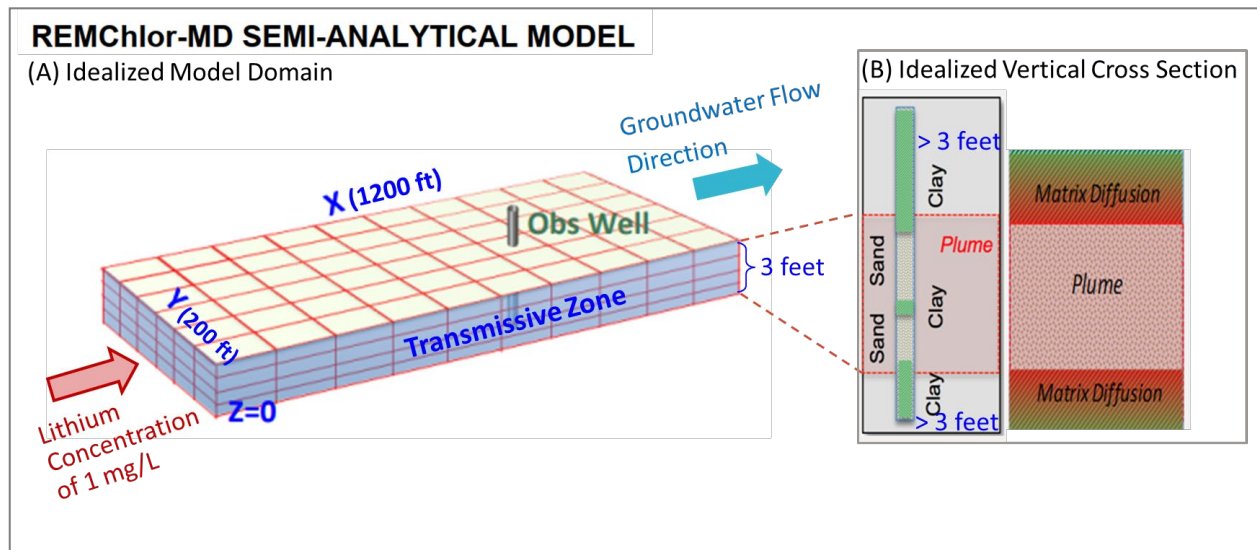 REMChlor-MD SEMI-ANALYTICAL MODEL
(A) Idealized Model Domain
Groundwater Flow
Direction
X (1200 ft)
Obs Well
3 feet
Y (200 ft)
Transmissive Zone
Z=0
Lithium
Concentration
of 1 mg/L
(B) Idealized Vertical Cross Section
> 3 feet
Clay
Sand
Plume
Clay
Sand
Clay
> 3 feet
Matrix Diffusion
Plume
Matrix Diffusion